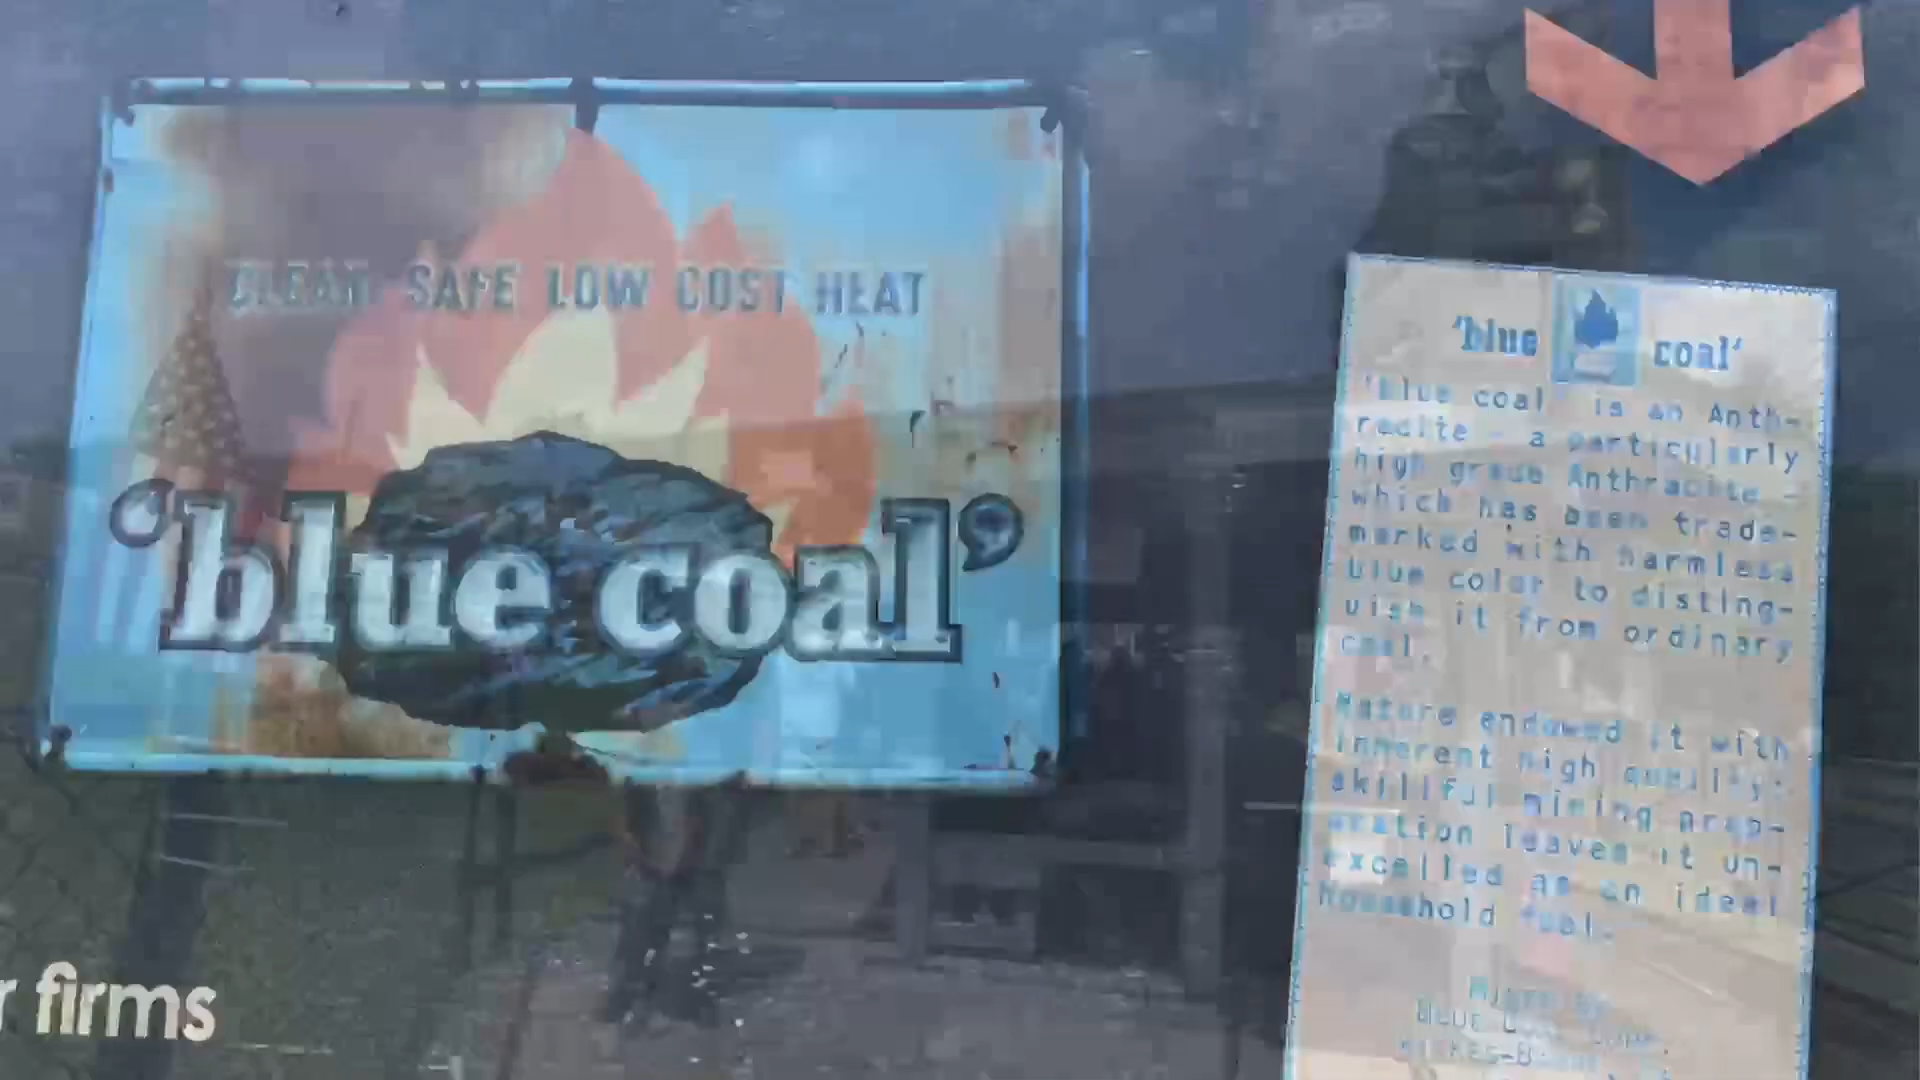 CLEAN SAFE LOW COST HEAT
'blue coal'
r firms
'blue coal'
'blue coal' is an Anth-
racite - a particularly
high grade Anthracite -
which has been trade-
marked with harmless
blue color to disting-
uish it from ordinary
coal.
Nature endowed it with
inherent high quality:
skillful mining prep-
aration leaves it un-
excelled as an ideal
household fuel.